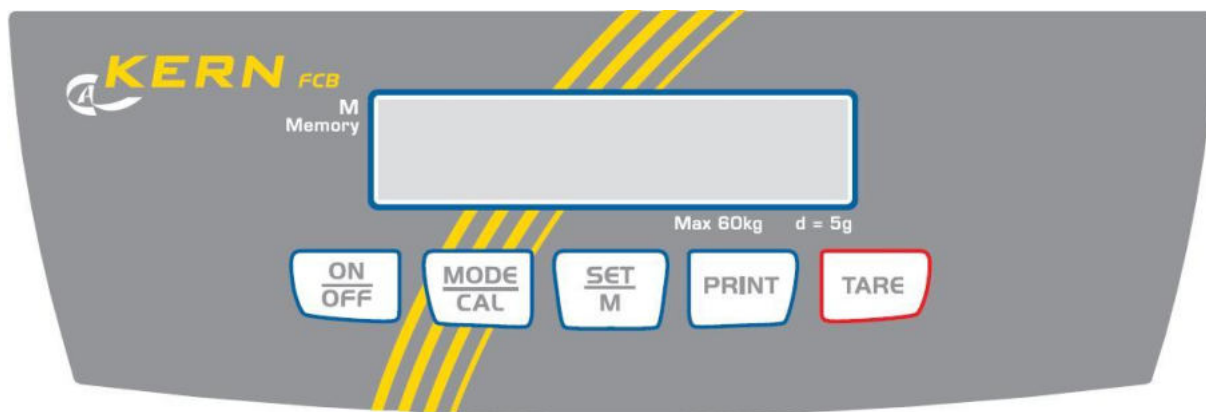 KERN FCB
M
Memory
Max 60kg d = 5g
ON
OFF
MODE
CAL
SET
M
PRINT
TARE